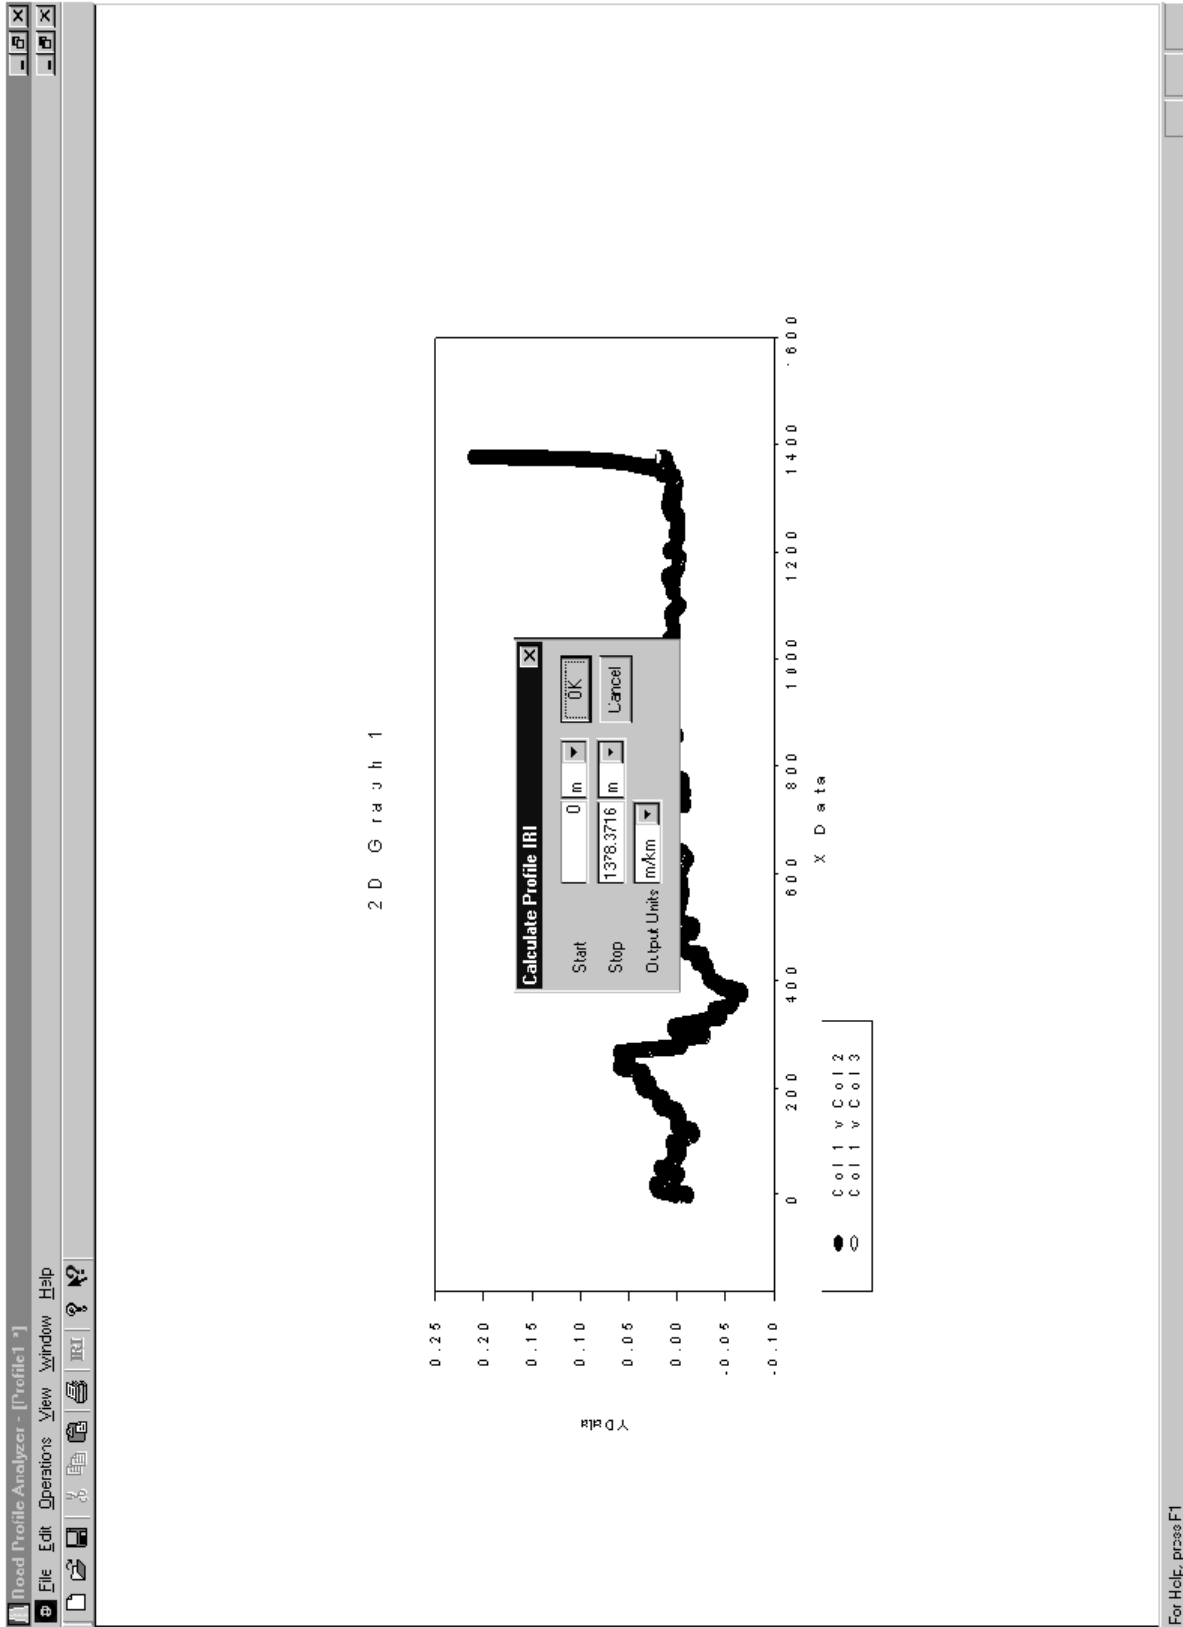 Road Profile Analyzer - [Profile1 *]
File Edit Operations View Window Help
IRI
2D Graph 1
Calculate Profile IRI
Start 0 m OK
Stop 1378.3716 m Cancel
Output Units m/km
0.25
0.20
0.15
0.10
0.05
0.00
-0.05
-0.10
Y Data
0 200 400 600 800 1000 1200 1400 1600
X Data
Col 1 v Col 2
Col 1 v Col 3
For Help, press F1